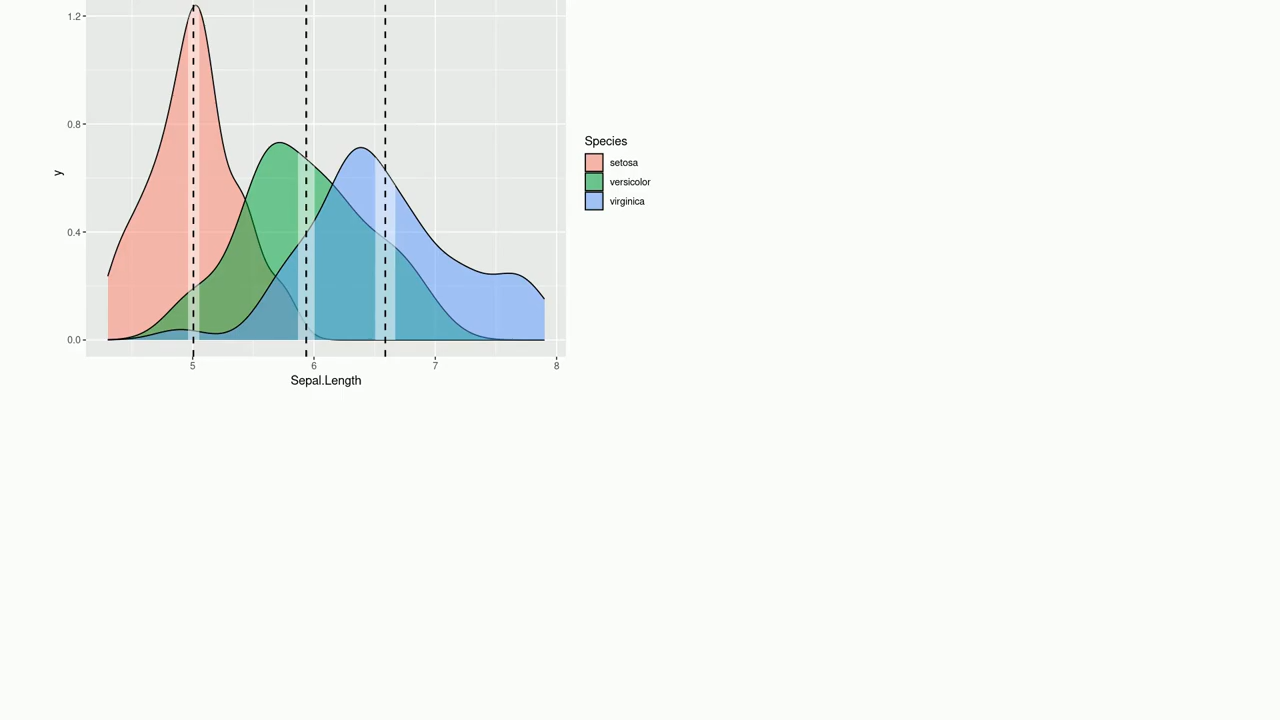 1.2
0.8
0.4
0.0
y
5 6 7 8
Sepal.Length
Species
setosa
versicolor
virginica